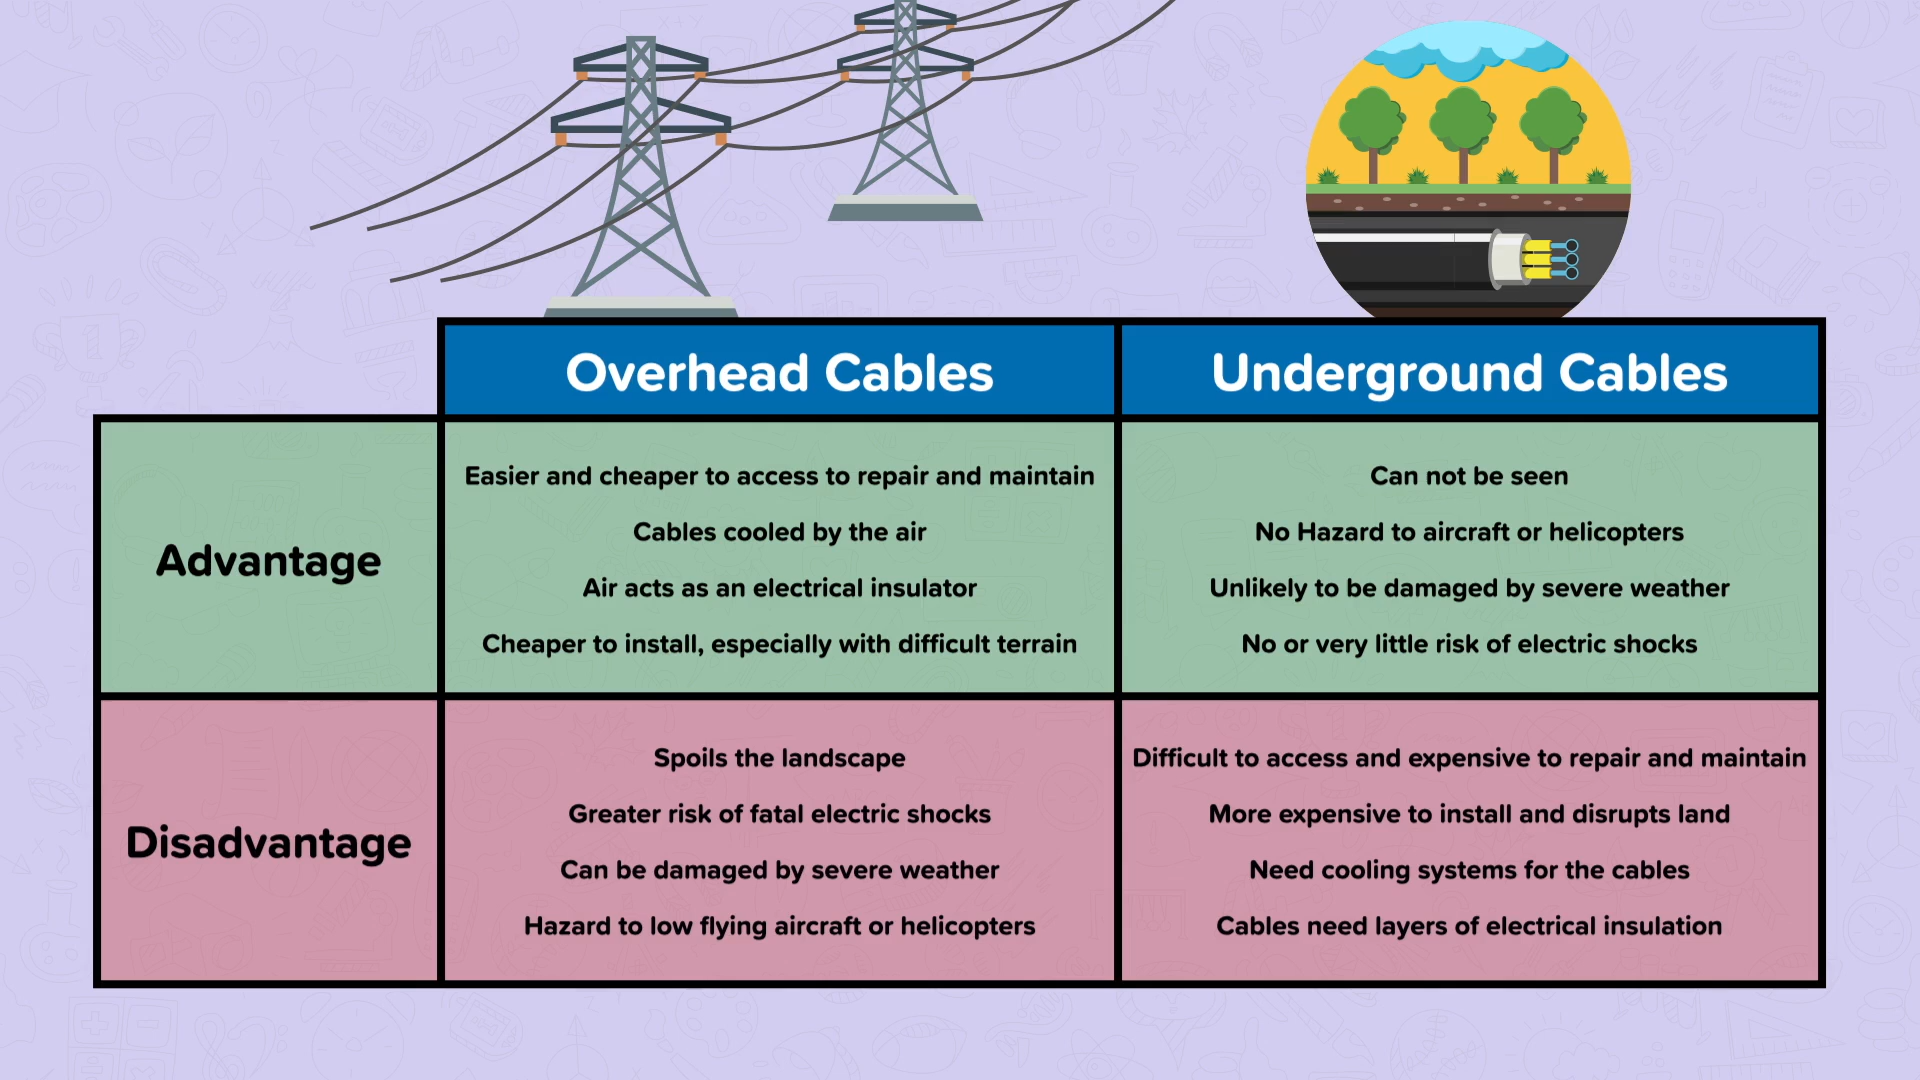 Overhead Cables
Underground Cables
Advantage
Easier and cheaper to access to repair and maintain
Cables cooled by the air
Air acts as an electrical insulator
Cheaper to install, especially with difficult terrain
Can not be seen
No Hazard to aircraft or helicopters
Unlikely to be damaged by severe weather
No or very little risk of electric shocks
Disadvantage
Spoils the landscape
Greater risk of fatal electric shocks
Can be damaged by severe weather
Hazard to low flying aircraft or helicopters
Difficult to access and expensive to repair and maintain
More expensive to install and disrupts land
Need cooling systems for the cables
Cables need layers of electrical insulation